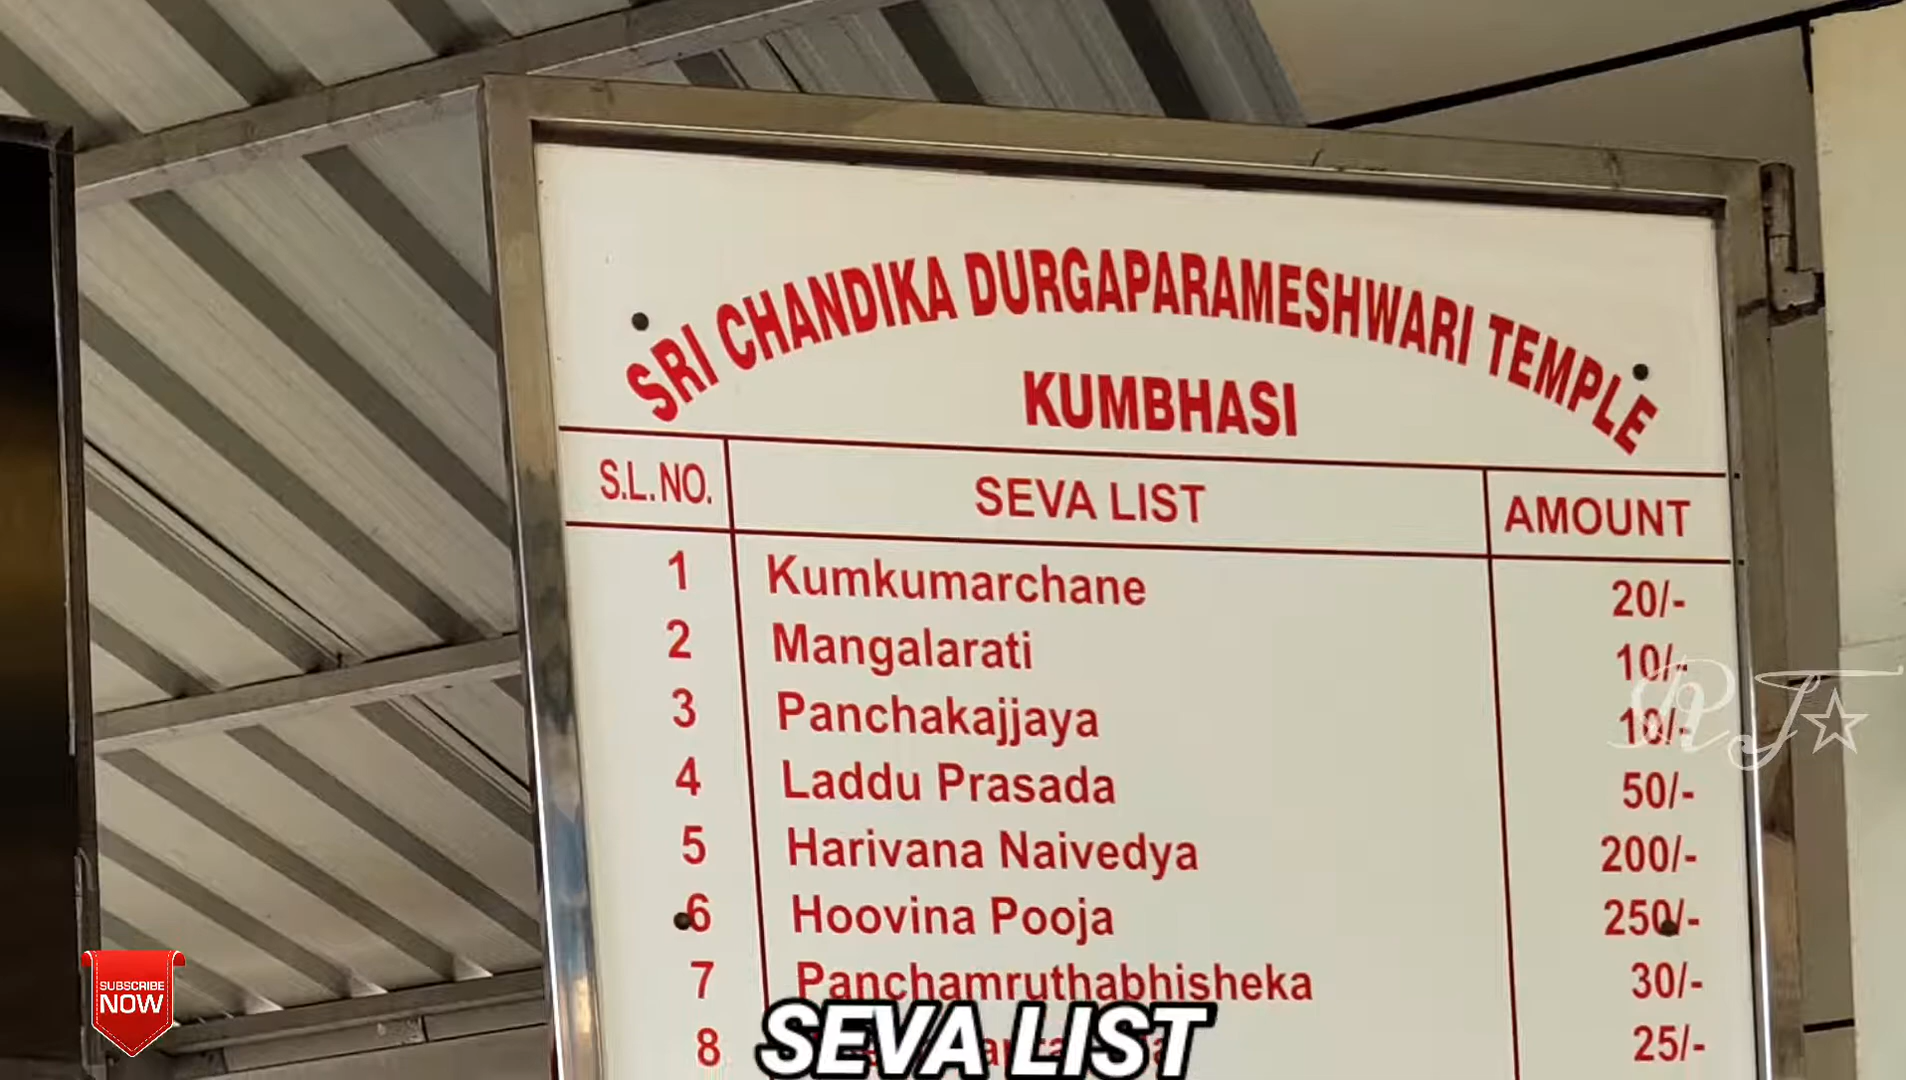 SRI CHANDIKA DURGAPARAMESHWARI TEMPLE
KUMBHASI
S.L.NO. SEVA LIST AMOUNT
1 Kumkumarchane 20/-
2 Mangalarati 10/-
3 Panchakajjaya 10/-
4 Laddu Prasada 50/-
5 Harivana Naivedya 200/-
6 Hoovina Pooja 250/-
7 Panchamruthabhisheka 30/-
8 25/-
SEVA LIST
SUBSCRIBE
NOW
RJ